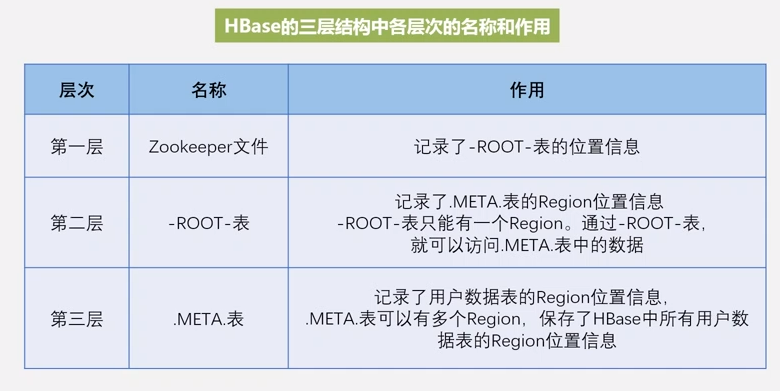 HBase的三层结构中各层次的名称和作用
层次 名称 作用
第一层 Zookeeper文件 记录了-ROOT-表的位置信息
第二层 -ROOT-表 记录了.META.表的Region位置信息
-ROOT-表只能有一个Region。通过-ROOT-表，
就可以访问.META.表中的数据
第三层 .META.表 记录了用户数据表的Region位置信息，
.META.表可以有多个Region，保存了HBase中所有用户数
据表的Region位置信息